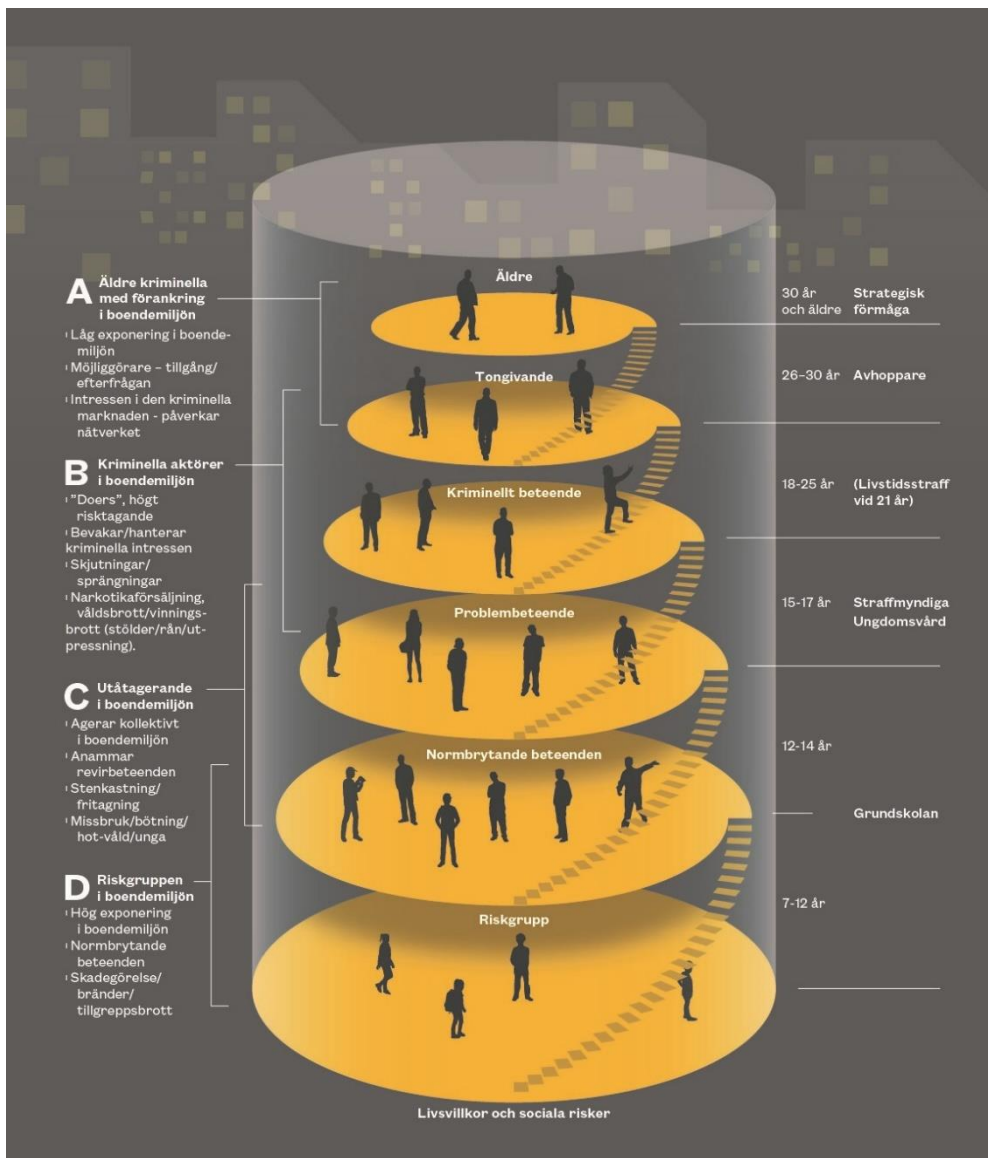 A Äldre kriminella
med förankring
i boendemiljön
Låg exponering i boende-
miljön
Möjliggörare – tillgång/
efterfrågan
Intressen i den kriminella
marknaden - påverkar
nätverket
B Kriminella aktörer
i boendemiljön
"Doers", högt
risktagande
Bevakar/hanterar
kriminella intressen
Skjutningar/
sprängningar
Narkotikaförsäljning,
våldsbrott/vinnings-
brott (stölder/rån/ut-
pressning).
C Utåtagerande
i boendemiljön
Agerar kollektivt
i boendemiljön
Anammar
revirbeteenden
Stenkastning/
fritagning
Missbruk/bötning/
hot-våld/unga
D Riskgruppen
i boendemiljön
Hög exponering
i boendemiljön
Normbrytande
beteenden
Skadegörelse/
bränder/
tillgreppsbrott
Äldre
Tongivande
Kriminellt beteende
Problembeteende
Normbrytande beteenden
Riskgrupp
Livsvillkor och sociala risker
30 år Strategisk
och äldre förmåga
26–30 år Avhoppare
18-25 år (Livstidsstraff
vid 21 år)
15-17 år Straffmyndiga
Ungdomsvård
12-14 år
Grundskolan
7-12 år